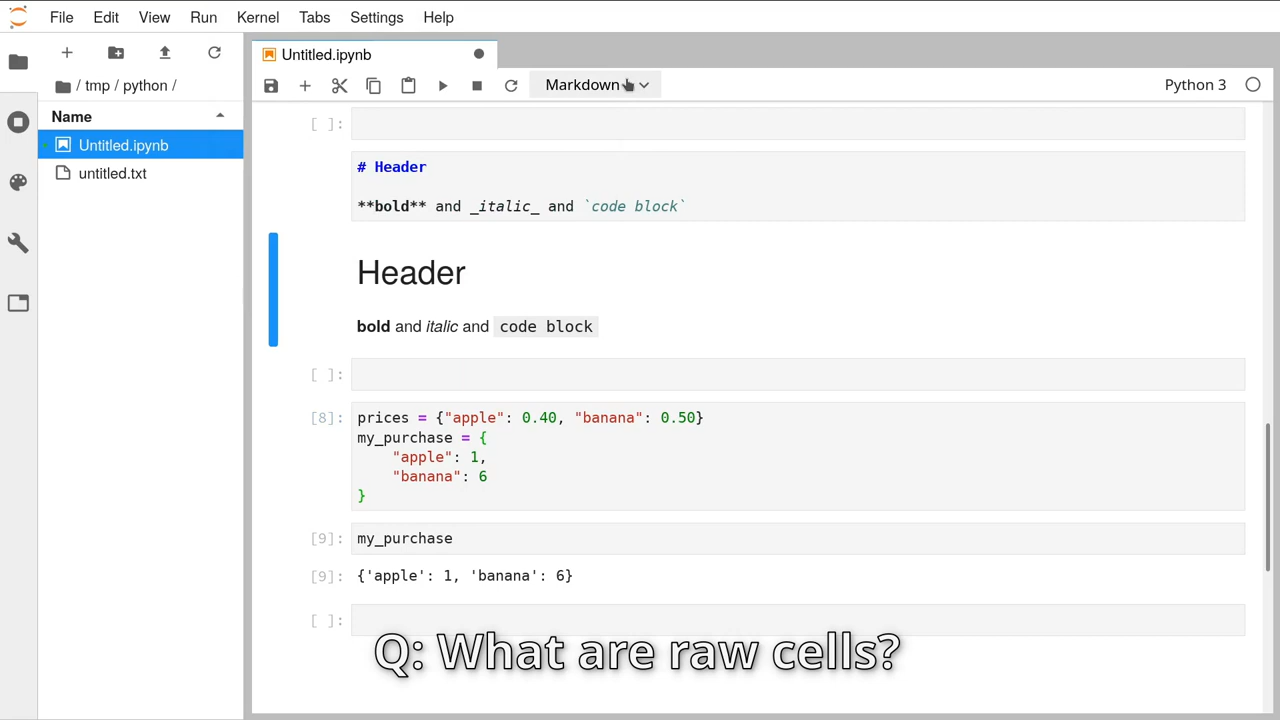 File Edit View Run Kernel Tabs Settings Help
Untitled.ipynb
/ tmp / python /
Markdown
Python 3
Name
Untitled.ipynb
untitled.txt
[ ]:
# Header
**bold** and _italic_ and `code block`
Header
bold and italic and code block
[ ]:
[8]: prices = {"apple": 0.40, "banana": 0.50}
my_purchase = {
"apple": 1,
"banana": 6
}
[9]: my_purchase
[9]: {'apple': 1, 'banana': 6}
[ ]:
Q: What are raw cells?